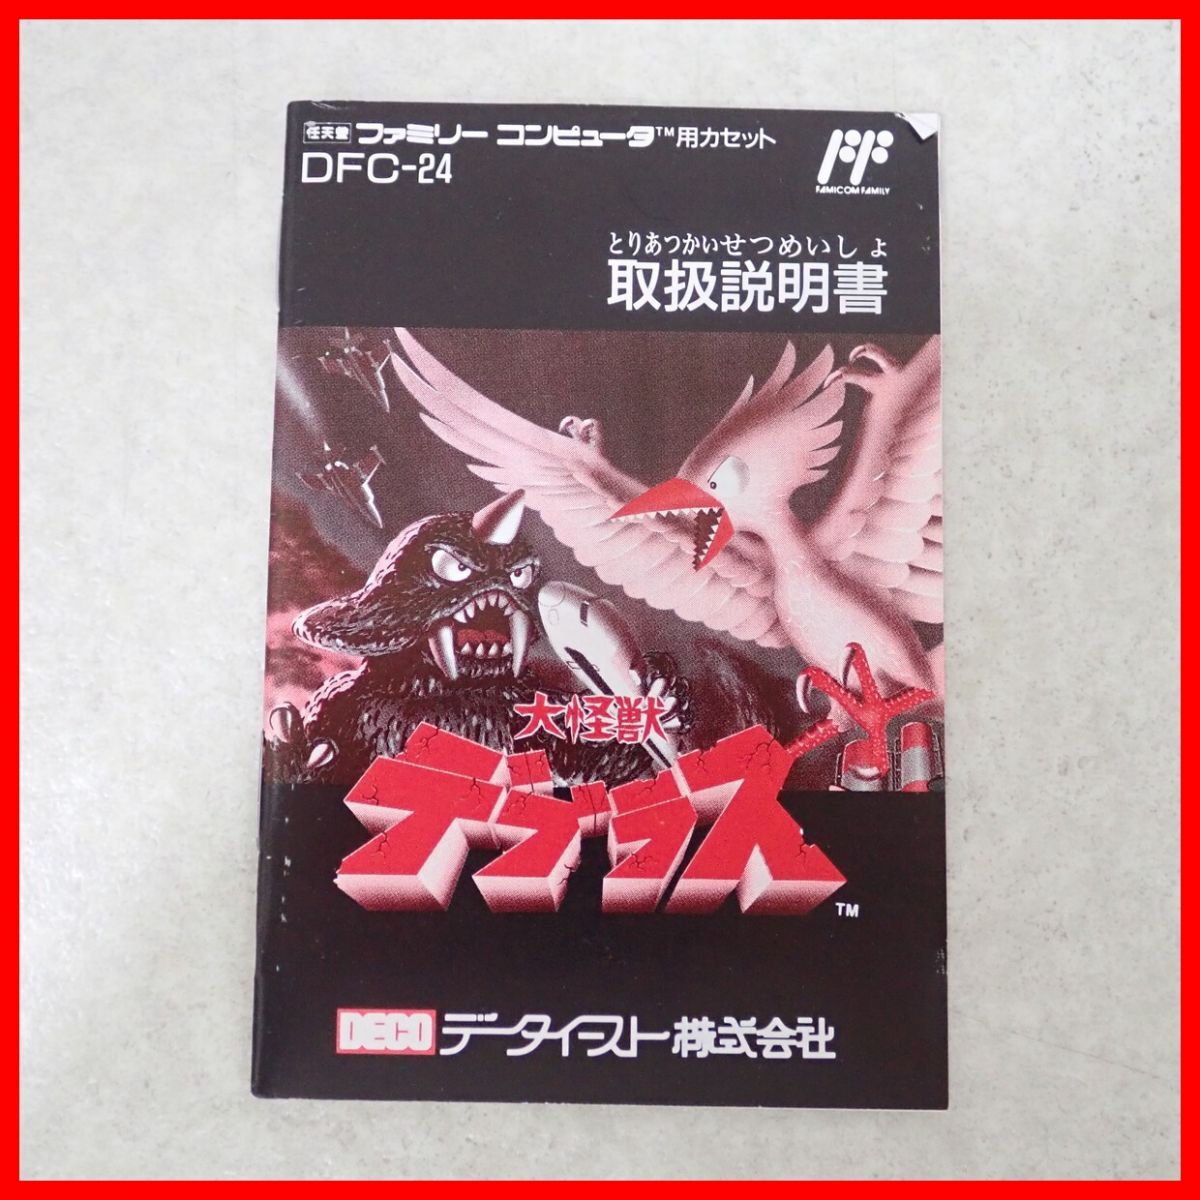 任天堂 ファミリー コンピュータ™用カセット
DFC-24
FAMICOM FAMILY
とりあつかいせつめいしょ
取扱説明書
大怪獣
デブラス™
DECO データイースト株式会社